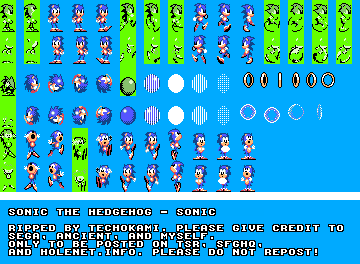 SONIC THE HEDGEHOG - SONIC
RIPPED BY TECHOKAMI, PLEASE GIVE CREDIT TO
SEGA, ANCIENT, AND MYSELF.
ONLY TO BE POSTED ON TSR, SFGHQ,
AND MOLENET.INFO. PLEASE DO NOT REPOST!